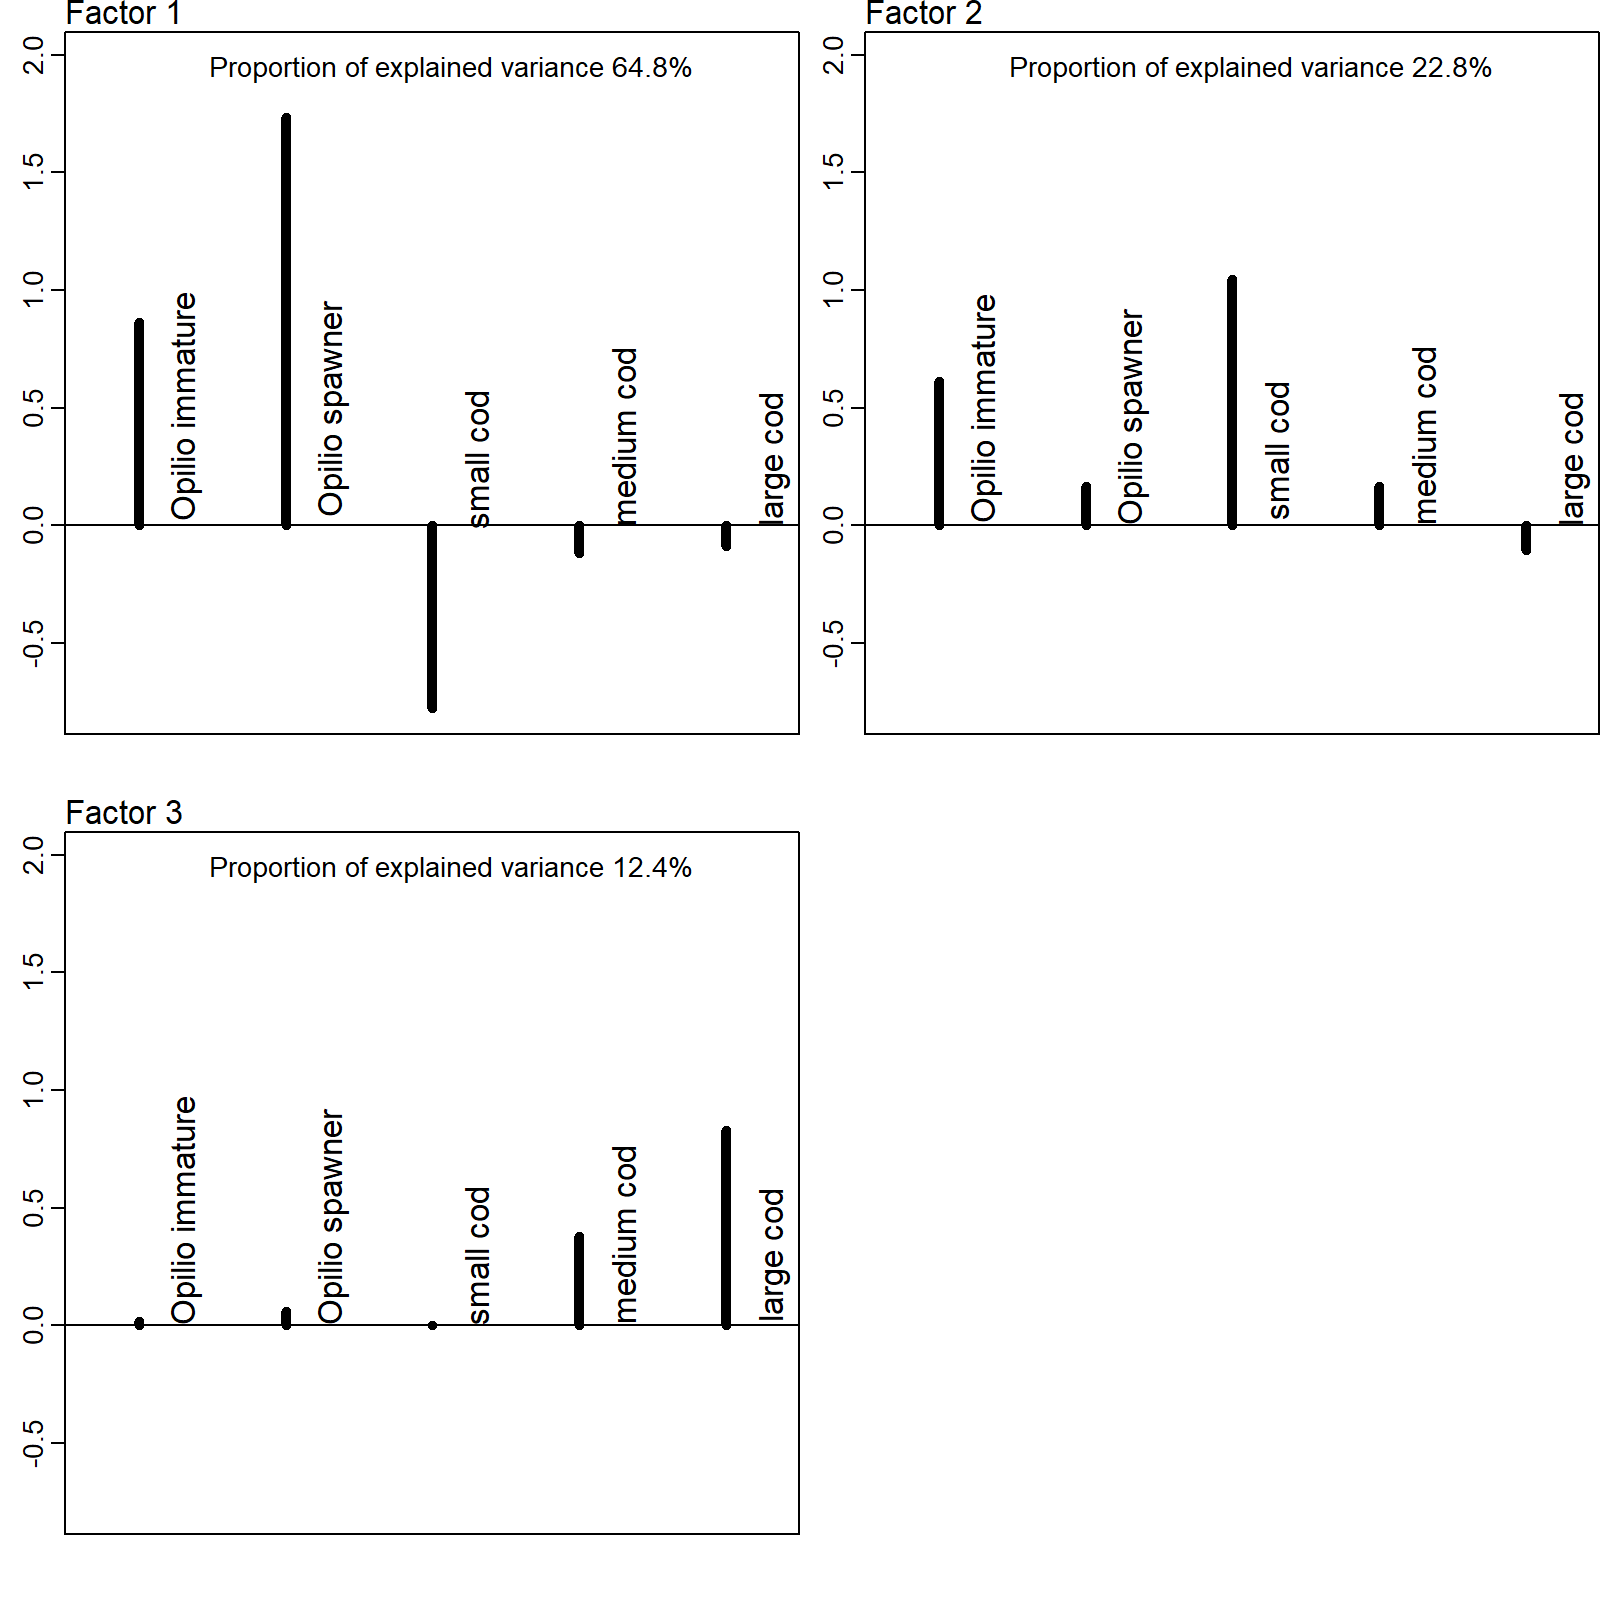 Factor 1
Proportion of explained variance 64.8%
2.0
1.5
1.0
0.5
0.0
-0.5
Opilio immature
Opilio spawner
small cod
medium cod
large cod
Factor 2
Proportion of explained variance 22.8%
2.0
1.5
1.0
0.5
0.0
-0.5
Opilio immature
Opilio spawner
small cod
medium cod
large cod
Factor 3
Proportion of explained variance 12.4%
2.0
1.5
1.0
0.5
0.0
-0.5
Opilio immature
Opilio spawner
small cod
medium cod
large cod